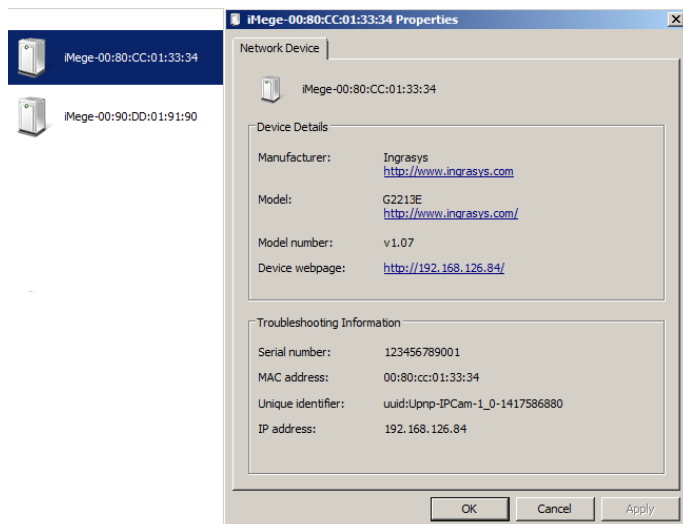 iMege-00:80:CC:01:33:34
iMege-00:90:DD:01:91:90
iMege-00:80:CC:01:33:34 Properties
Network Device
iMege-00:80:CC:01:33:34
Device Details
Manufacturer: Ingrasys
http://www.ingrasys.com
Model: G2213E
http://www.ingrasys.com/
Model number: v1.07
Device webpage: http://192.168.126.84/
Troubleshooting Information
Serial number: 123456789001
MAC address: 00:80:cc:01:33:34
Unique identifier: uuid:Upnp-IPCam-1_0-1417586880
IP address: 192.168.126.84
OK Cancel Apply